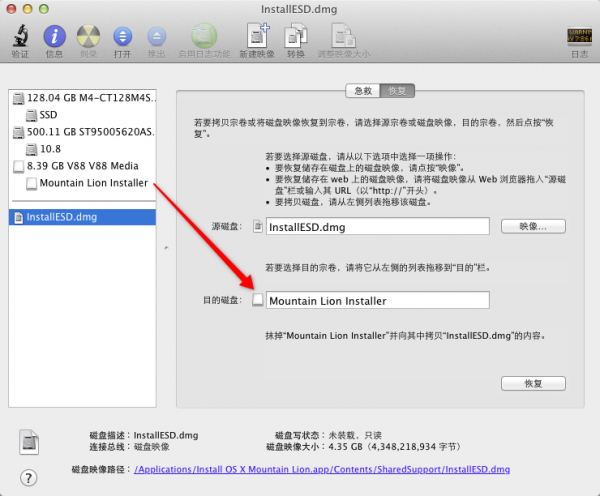 InstallESD.dmg
验证 信息 刻录 打开 推出 启用日志功能 新建映像 转换 调整映像大小 日志
128.04 GB M4-CT128M4S...
SSD
500.11 GB ST95005620AS...
10.8
8.39 GB V88 V88 Media
Mountain Lion Installer
InstallESD.dmg
急救 恢复
若要拷贝宗卷或将磁盘映像恢复到宗卷，请选择源宗卷或磁盘映像，目的宗卷，然后点按“恢
复”。
若要选择源磁盘，请从以下选项中选择一项操作：
• 要恢复储存在磁盘上的磁盘映像，请点按“映像”。
• 要恢复储存在 web 上的磁盘映像，请将磁盘映像从 Web 浏览器拖入“源磁
盘”栏或输入其 URL（以“http://”开头）。
• 要拷贝磁盘，请从左侧列表拖移该磁盘。
源磁盘： InstallESD.dmg 映像...
若要选择目的宗卷，请将它从左侧的列表拖移到“目的”栏。
目的磁盘： Mountain Lion Installer
抹掉“Mountain Lion Installer”并向其中拷贝“InstallESD.dmg”的内容。
恢复
磁盘描述：InstallESD.dmg 磁盘写状态：未装载，只读
连接总线：磁盘映像 磁盘映像大小：4.35 GB（4,348,218,934 字节）
磁盘映像路径：/Applications/Install OS X Mountain Lion.app/Contents/SharedSupport/InstallESD.dmg
?